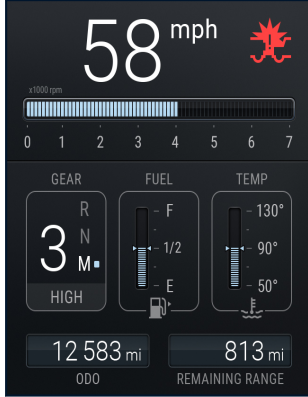 58 mph
x1000 rpm
0 1 2 3 4 5 6 7
GEAR FUEL TEMP
R
3 N
M
HIGH
F
1/2
E
130°
90°
50°
12 583 mi 813 mi
ODO REMAINING RANGE